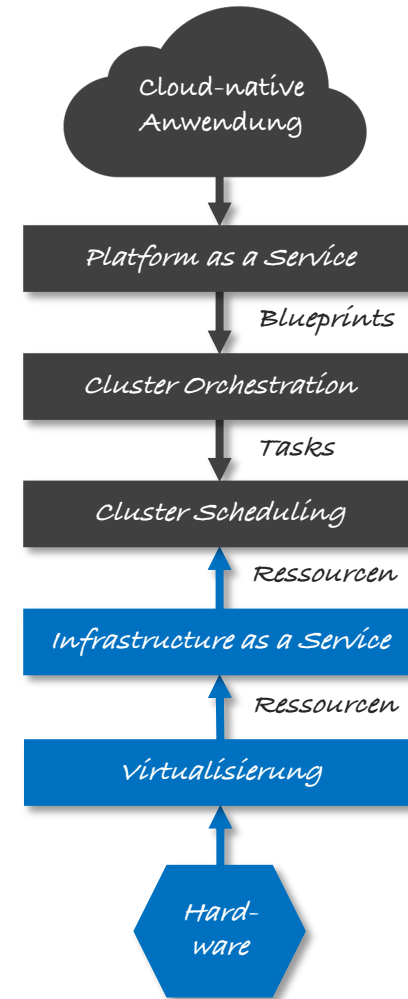 Cloud-native
Anwendung
Platform as a Service
Blueprints
Cluster Orchestration
Tasks
Cluster Scheduling
Ressourcen
Infrastructure as a Service
Ressourcen
Virtualisierung
Hard-
ware